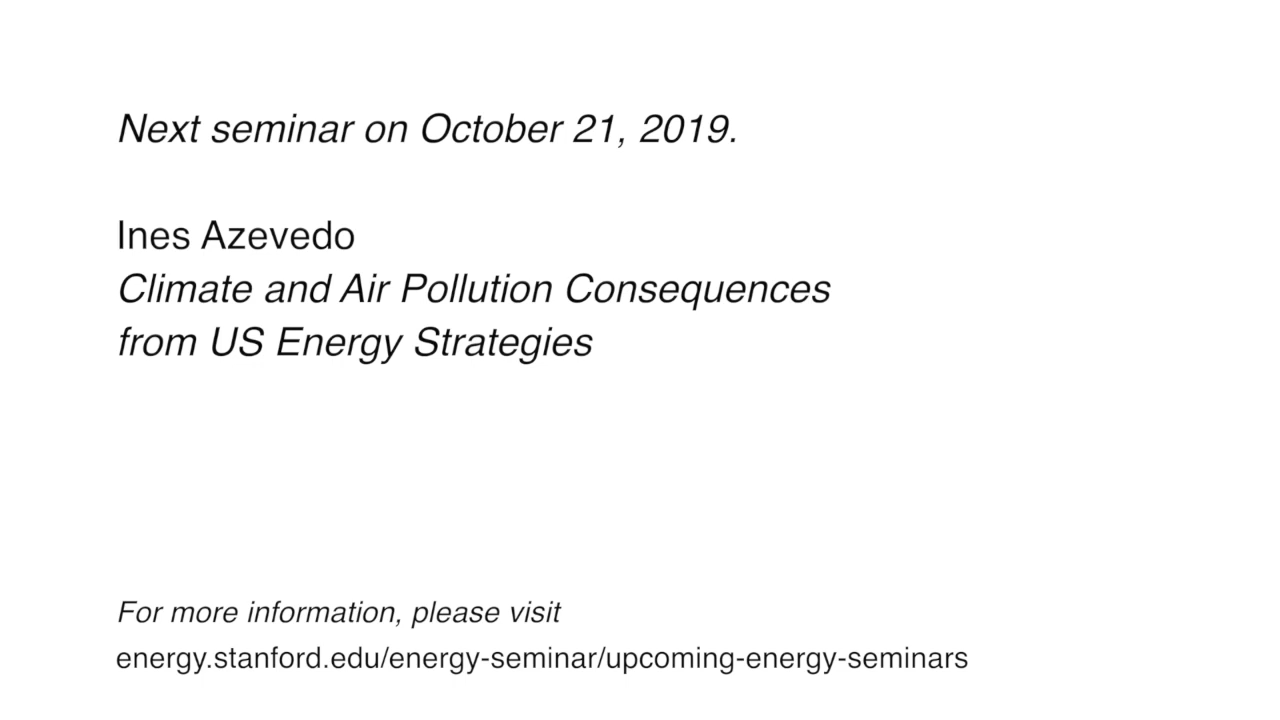 Next seminar on October 21, 2019.
Ines Azevedo
Climate and Air Pollution Consequences
from US Energy Strategies
For more information, please visit
energy.stanford.edu/energy-seminar/upcoming-energy-seminars